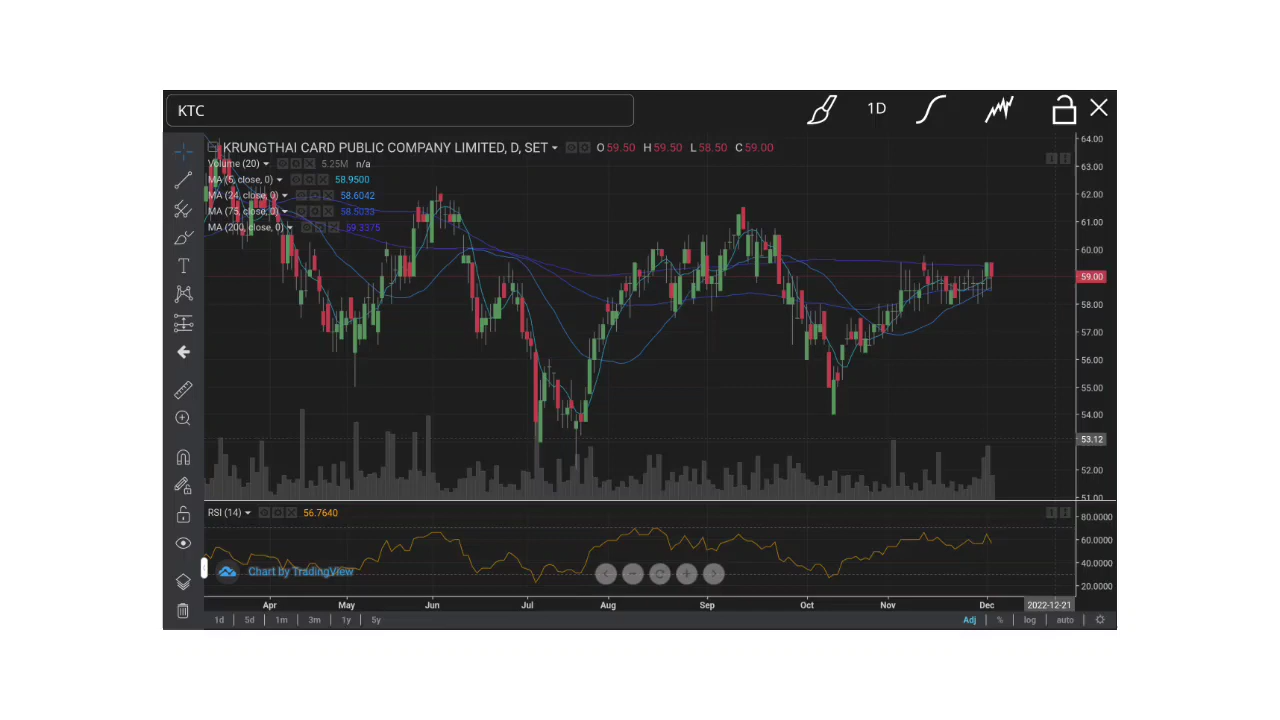 KTC 1D
KRUNGTHAI CARD PUBLIC COMPANY LIMITED, D, SET O 59.50 H 59.50 L 58.50 C 59.00
Volume (20) 5.25M n/a
MA (5, close, 0) 58.9500
MA (24, close, 0) 58.6042
MA (75, close, 0) 58.5033
MA (200, close, 0) 59.3375
64.00
63.00
62.00
61.00
60.00
59.00
58.00
57.00
56.00
55.00
54.00
53.12
52.00
51.00
RSI (14) 56.7640
80.0000
60.0000
40.0000
20.0000
Chart by TradingView
Apr May Jun Jul Aug Sep Oct Nov Dec 2022-12-21
1d 5d 1m 3m 1y 5y Adj % log auto